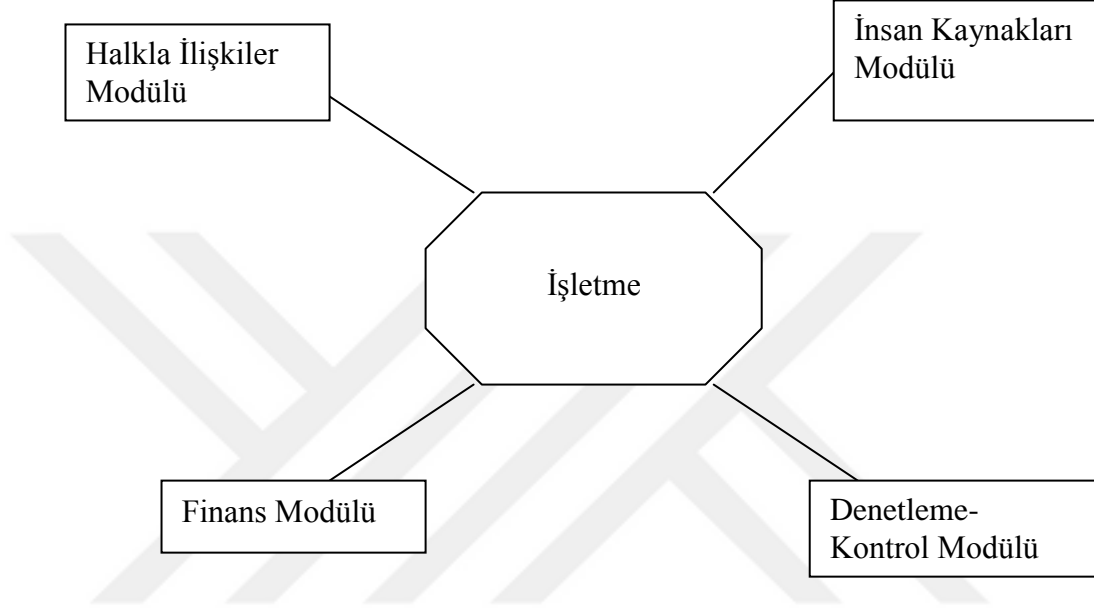 Halkla İlişkiler
Modülü
İnsan Kaynakları
Modülü
İşletme
Finans Modülü
Denetleme-
Kontrol Modülü